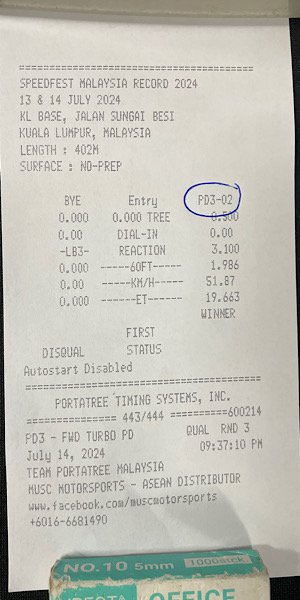 ========================================
SPEEDFEST MALAYSIA RECORD 2024
13 & 14 JULY 2024
KL BASE, JALAN SUNGAI BESI
KUALA LUMPUR, MALAYSIA
LENGTH : 402M
SURFACE : NO-PREP
BYE Entry PD3-02
0.000 0.000 TREE 0.500
0.00 DIAL-IN 0.00
-LB3- REACTION 3.100
0.000 ------60FT------ 1.986
0.00 ------KM/H------ 51.87
0.000 -------ET------- 19.663
WINNER
FIRST
DISQUAL STATUS
Autostart Disabled
========================================
PORTATREE TIMING SYSTEMS, INC.
=============== 443/444 ==========600214
PD3 - FWD TURBO PD QUAL RND 3
July 14, 2024 09:37:10 PM
TEAM PORTATREE MALAYSIA
MUSC MOTORSPORTS - ASEAN DISTRIBUTOR
www.facebook.com/muscmotorsports
+6016-6681490
NO.10 5mm 1000stk.
OFFICE